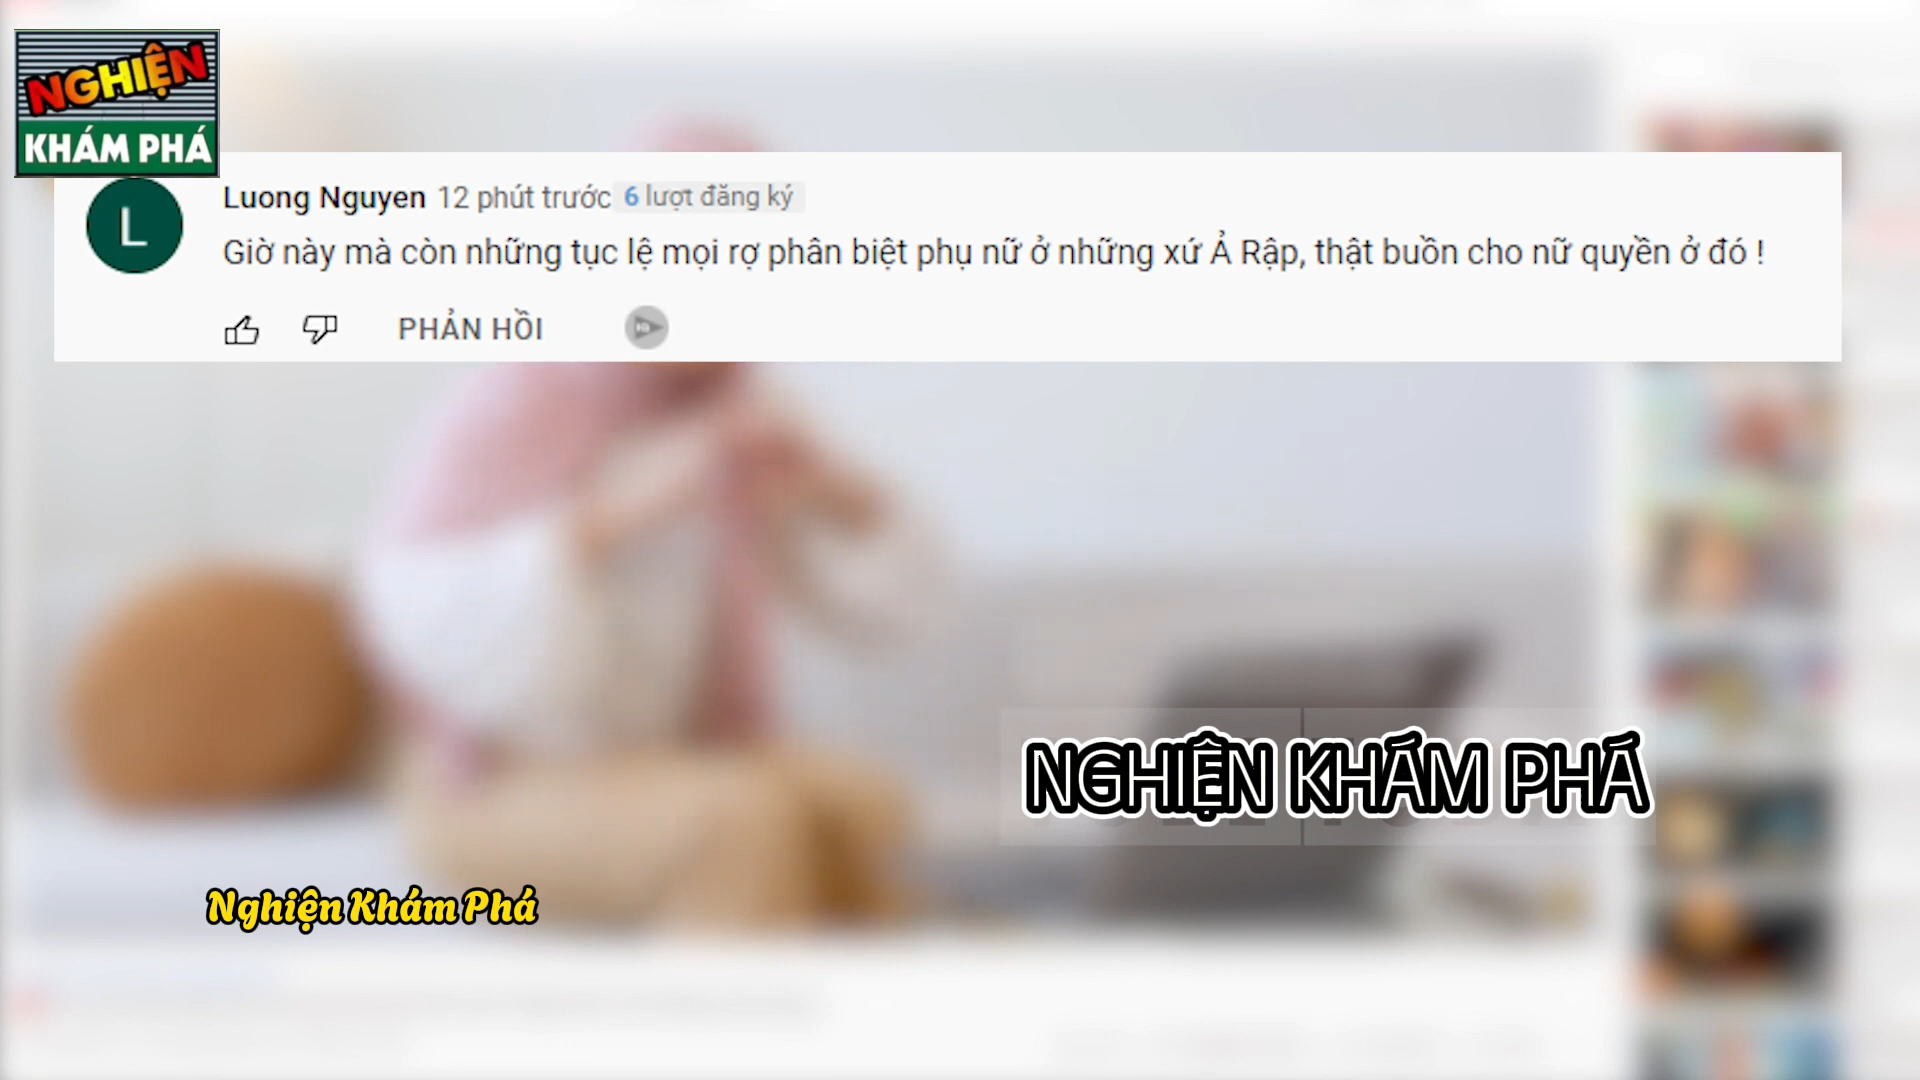 NGHIỆN
KHÁM PHÁ
L
Luong Nguyen 12 phút trước 6 lượt đăng ký
Giờ này mà còn những tục lệ mọi rợ phân biệt phụ nữ ở những xứ Ả Rập, thật buồn cho nữ quyền ở đó !
PHẢN HỒI
NGHIỆN KHÁM PHÁ
Nghiện Khám Phá